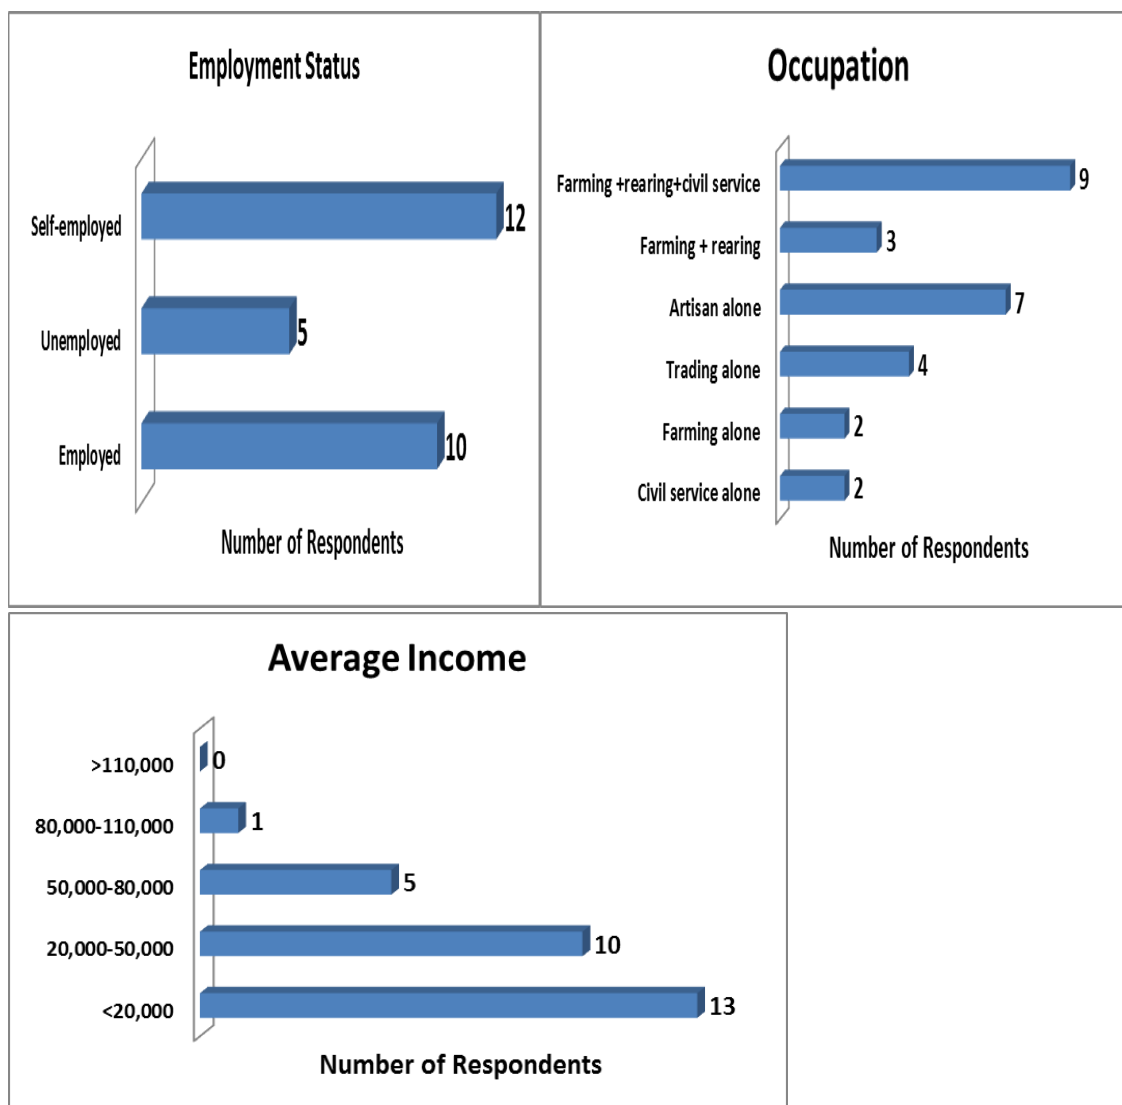 Employment Status
Self-employed
12
Unemployed
5
Employed
10
Number of Respondents
Occupation
Farming +rearing+civil service
9
Farming + rearing
3
Artisan alone
7
Trading alone
4
Farming alone
2
Civil service alone
2
Number of Respondents
Average Income
>110,000
0
80,000-110,000
1
50,000-80,000
5
20,000-50,000
10
<20,000
13
Number of Respondents